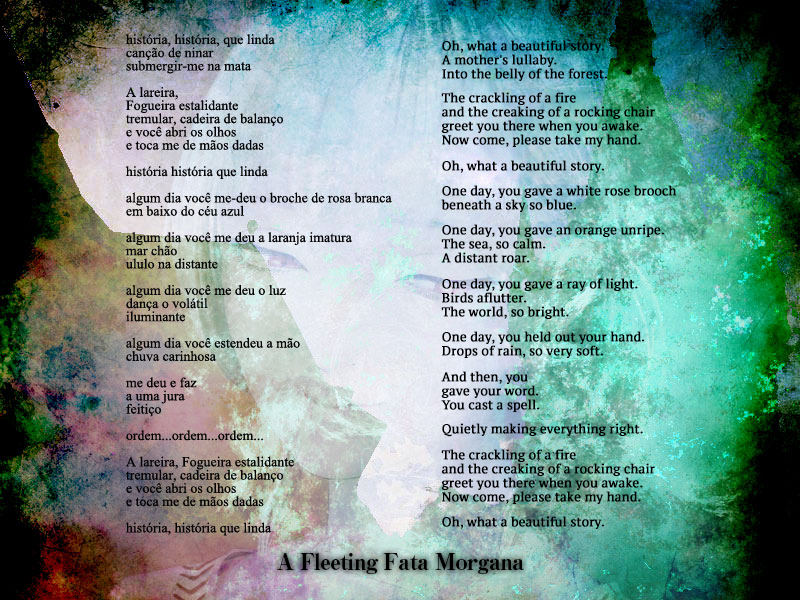 história, história, que linda
canção de ninar
submergir-me na mata
A lareira,
Fogueira estalidante
tremular, cadeira de balanço
e você abri os olhos
e toca me de mãos dadas
história história que linda
algum dia você me-deu o broche de rosa branca
em baixo do céu azul
algum dia você me deu a laranja imatura
mar chão
ululo na distante
algum dia você me deu o luz
dança o volátil
iluminante
algum dia você estendeu a mão
chuva carinhosa
me deu e faz
a uma jura
feitiço
ordem...ordem...ordem...
A lareira, Fogueira estalidante
tremular, cadeira de balanço
e você abri os olhos
e toca me de mãos dadas
história, história que linda
Oh, what a beautiful story.
A mother's lullaby.
Into the belly of the forest.
The crackling of a fire
and the creaking of a rocking chair
greet you there when you awake.
Now come, please take my hand.
Oh, what a beautiful story.
One day, you gave a white rose brooch
beneath a sky so blue.
One day, you gave an orange unripe.
The sea, so calm.
A distant roar.
One day, you gave a ray of light.
Birds aflutter.
The world, so bright.
One day, you held out your hand.
Drops of rain, so very soft.
And then, you
gave your word.
You cast a spell.
Quietly making everything right.
The crackling of a fire
and the creaking of a rocking chair
greet you there when you awake.
Now come, please take my hand.
Oh, what a beautiful story.
A Fleeting Fata Morgana